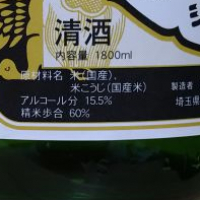 清酒
内容量 1800ml
原材料名 米(国産)、
米こうじ(国産米)
製造者
アルコール分 15.5%
埼玉県
精米歩合 60%